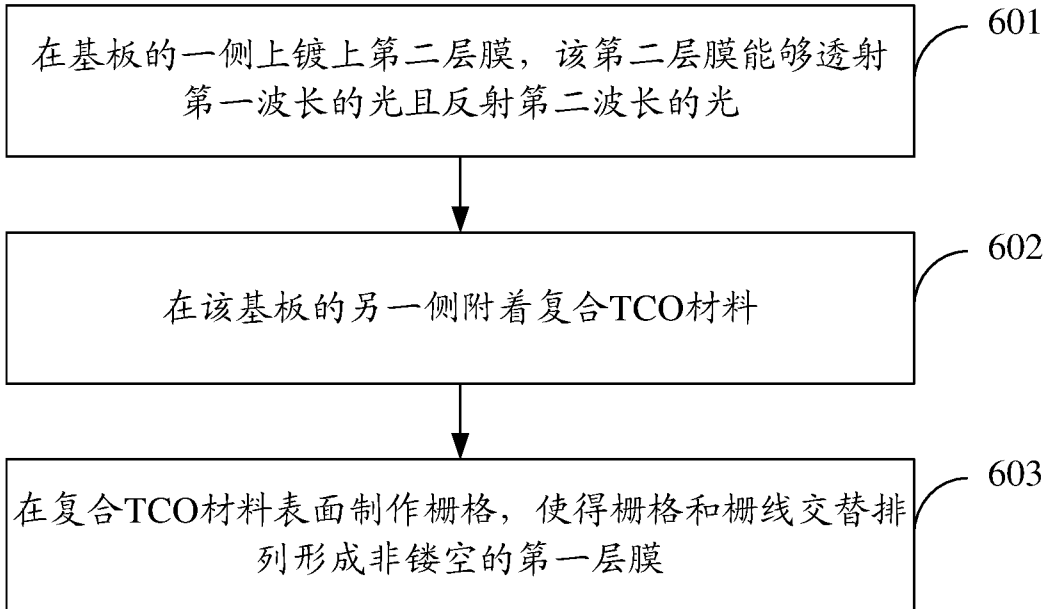 在基板的一侧上镀上第二层膜，该第二层膜能够透射
第一波长的光且反射第二波长的光
601
在该基板的另一侧附着复合TCO材料
602
在复合TCO材料表面制作栅格，使得栅格和栅线交替排
列形成非镂空的第一层膜
603